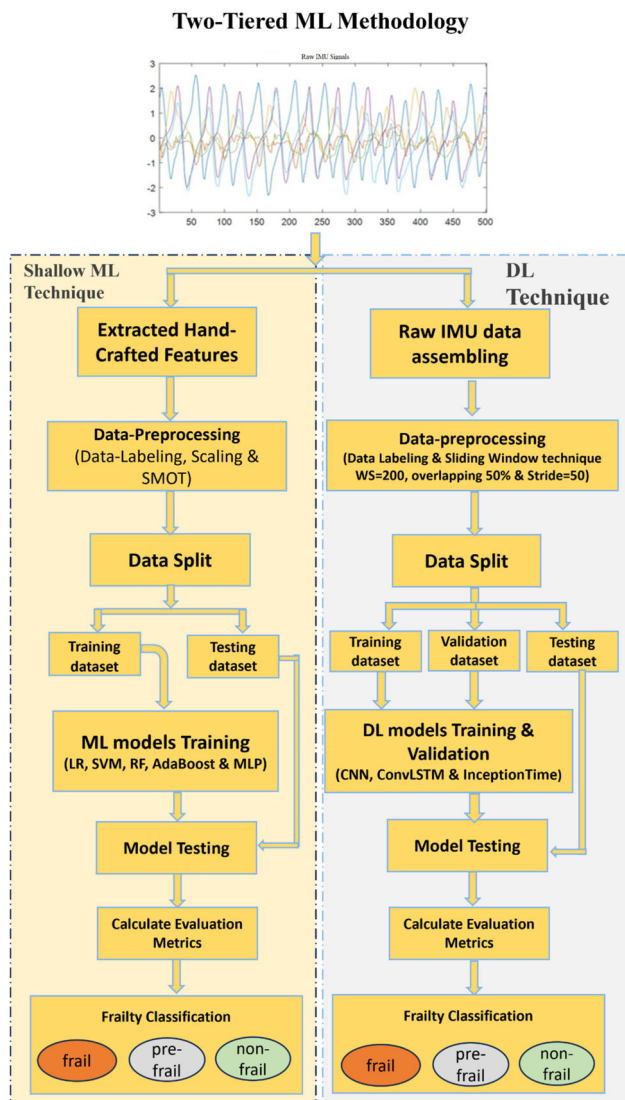 Two-Tiered ML Methodology
Raw IMU Signals
3
2
1
0
-1
-2
-3
50
100
150
200
250
300
350
400
450
500
Shallow ML
Technique
DL
Technique
Extracted Hand-
Crafted Features
Raw IMU data
assembling
Data-Preprocessing
(Data-Labeling, Scaling &
SMOT)
Data-preprocessing
(Data Labeling & Sliding Window technique
WS=200, overlapping 50% & Stride=50)
Data Split
Data Split
Training
dataset
Testing
dataset
Training
dataset
Validation
dataset
Testing
dataset
ML models Training
(LR, SVM, RF, AdaBoost & MLP)
DL models Training &
Validation
(CNN, ConvLSTM & InceptionTime)
Model Testing
Model Testing
Calculate Evaluation
Metrics
Calculate Evaluation
Metrics
Frailty Classification
frail
pre-
frail
non-
frail
Frailty Classification
frail
pre-
frail
non-
frail